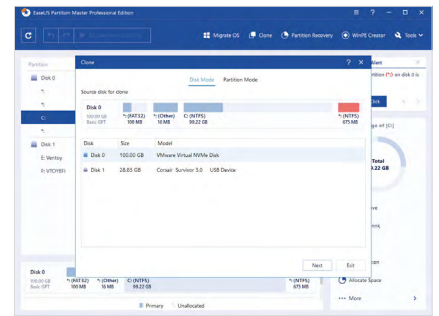 EaseUS Partition Master Professional Edition
Migrate OS
Clone
Partition Recovery
WinPE Creator
Tools
Partition
Disk 0
*:
*:
C:
*:
Disk 1
E: Ventoy
F: VTOYEFI
Clone
Disk Mode
Partition Mode
Source disk for clone
Disk 0
100.00 GB
Basic GPT
*: (FAT32)
100 MB
*: (Other)
16 MB
C: (NTFS)
99.22 GB
*: (NTFS)
675 MB
Disk
Size
Model
Disk 0
100.00 GB
VMware Virtual NVMe Disk
Disk 1
28.85 GB
Corsair Survivor 3.0 USB Device
Next
Exit
Alert
on disk 0 is
Total
9.22 GB
Allocate Space
More
Disk 0
100.00 GB
Basic GPT
*: (FAT32)
100 MB
*: (Other)
16 MB
C: (NTFS)
99.22 GB
*: (NTFS)
675 MB
Primary
Unallocated